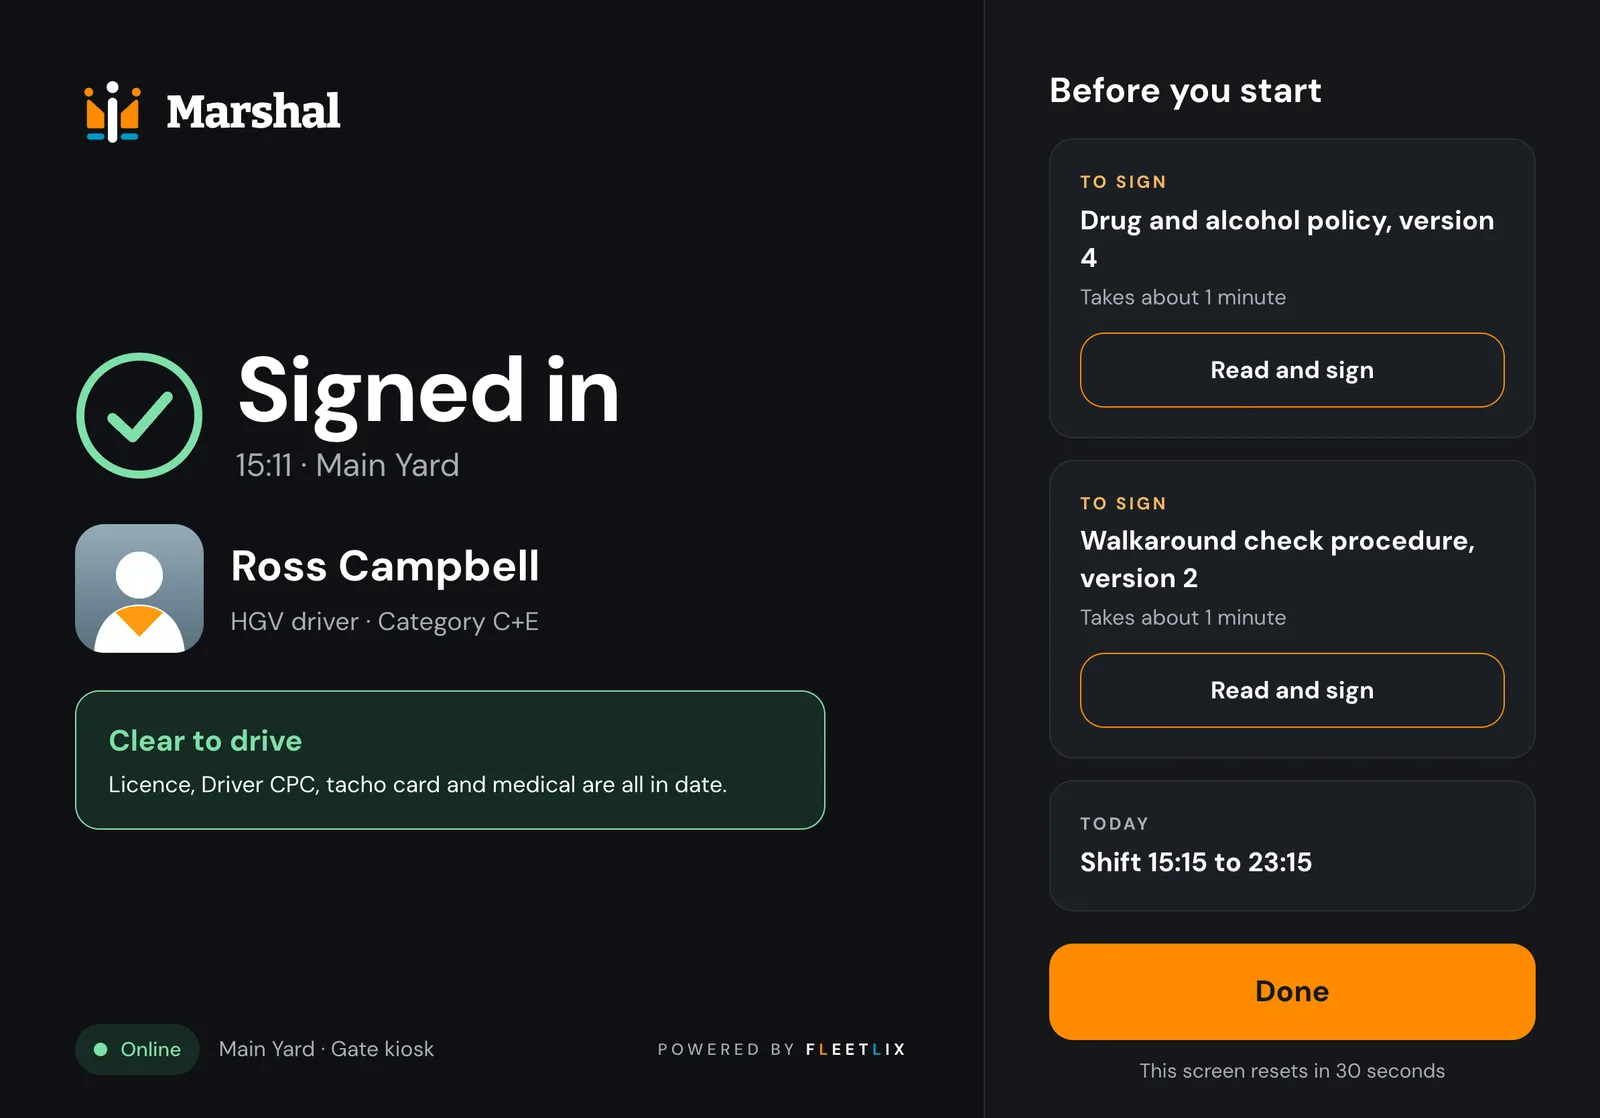 Marshal
Signed in
15:11 · Main Yard
Ross Campbell
HGV driver · Category C+E
Clear to drive
Licence, Driver CPC, tacho card and medical are all in date.
Online
Main Yard · Gate kiosk
POWERED BY FLEETLIX
Before you start
TO SIGN
Drug and alcohol policy, version
4
Takes about 1 minute
Read and sign
TO SIGN
Walkaround check procedure,
version 2
Takes about 1 minute
Read and sign
TODAY
Shift 15:15 to 23:15
Done
This screen resets in 30 seconds